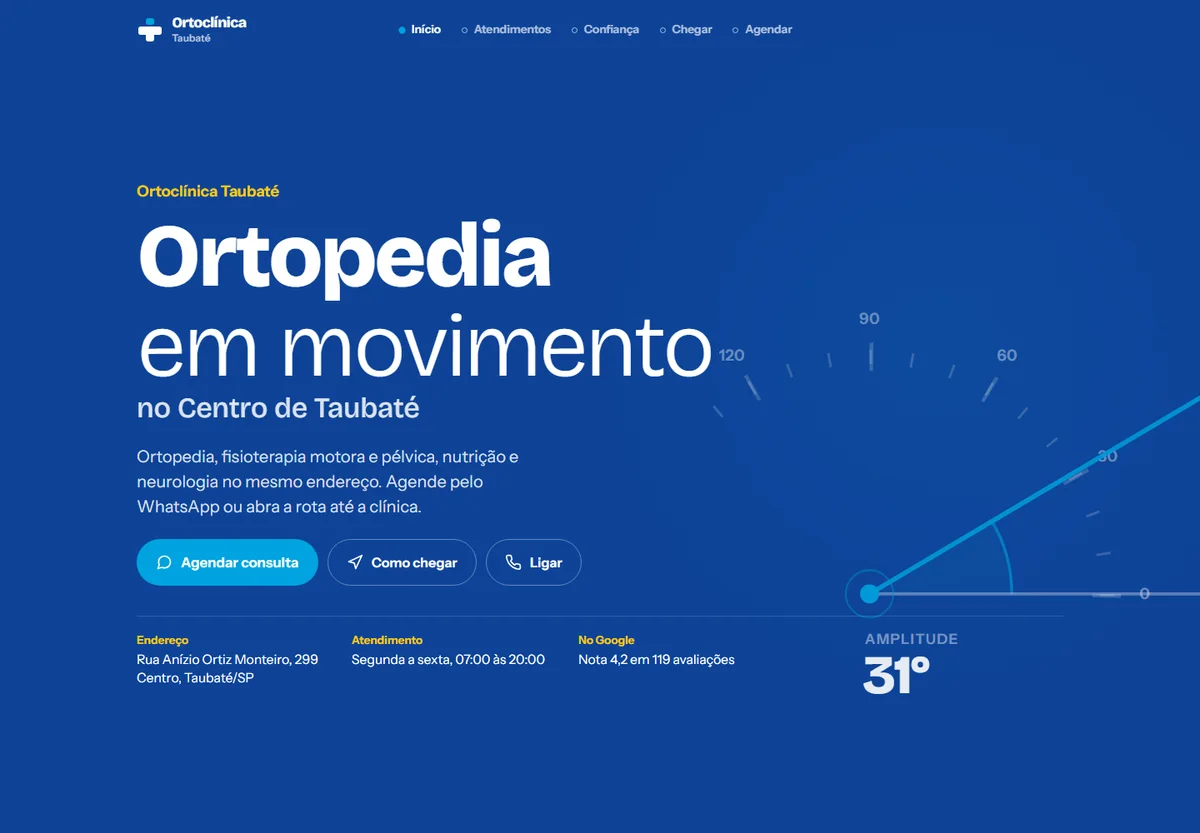 Ortoclínica
Taubaté
Início
Atendimentos
Confiança
Chegar
Agendar
Ortoclínica Taubaté
Ortopedia
em movimento
no Centro de Taubaté
Ortopedia, fisioterapia motora e pélvica, nutrição e
neurologia no mesmo endereço. Agende pelo
WhatsApp ou abra a rota até a clínica.
Agendar consulta
Como chegar
Ligar
Endereço
Rua Anízio Ortiz Monteiro, 299
Centro, Taubaté/SP
Atendimento
Segunda a sexta, 07:00 às 20:00
No Google
Nota 4,2 em 119 avaliações
120
90
60
30
0
AMPLITUDE
31°